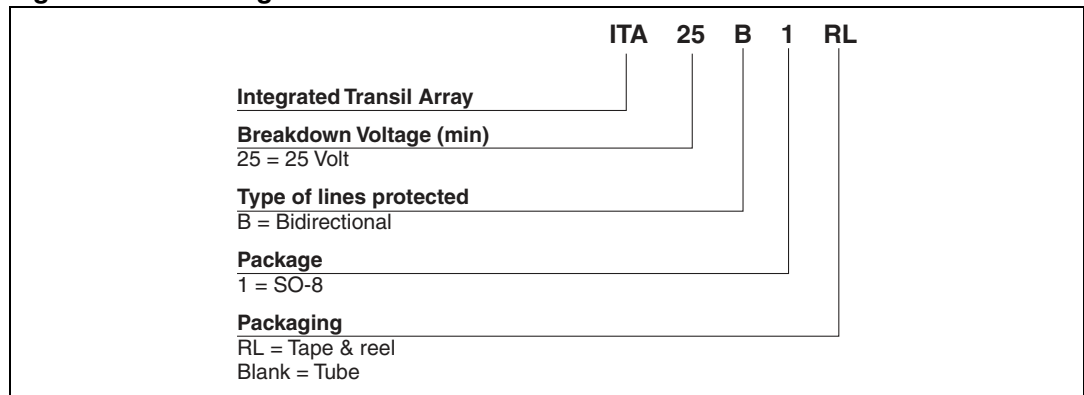 ITA 25 B 1 RL
Integrated Transil Array
Breakdown Voltage (min)
25 = 25 Volt
Type of lines protected
B = Bidirectional
Package
1 = SO-8
Packaging
RL = Tape & reel
Blank = Tube